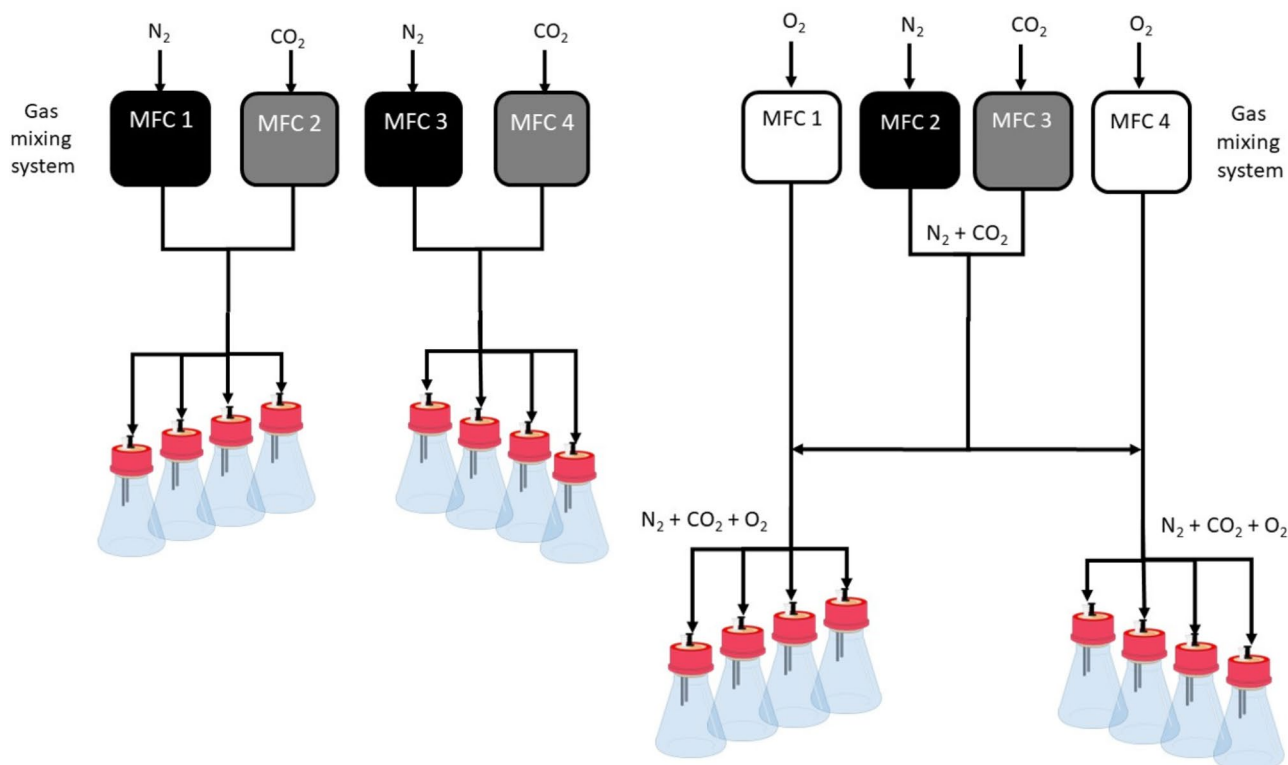 N₂
CO₂
N₂
CO₂
Gas
mixing
system
MFC 1
MFC 2
MFC 3
MFC 4
O₂
N₂
CO₂
O₂
MFC 1
MFC 2
MFC 3
MFC 4
Gas
mixing
system
N₂ + CO₂
N₂ + CO₂ + O₂
N₂ + CO₂ + O₂